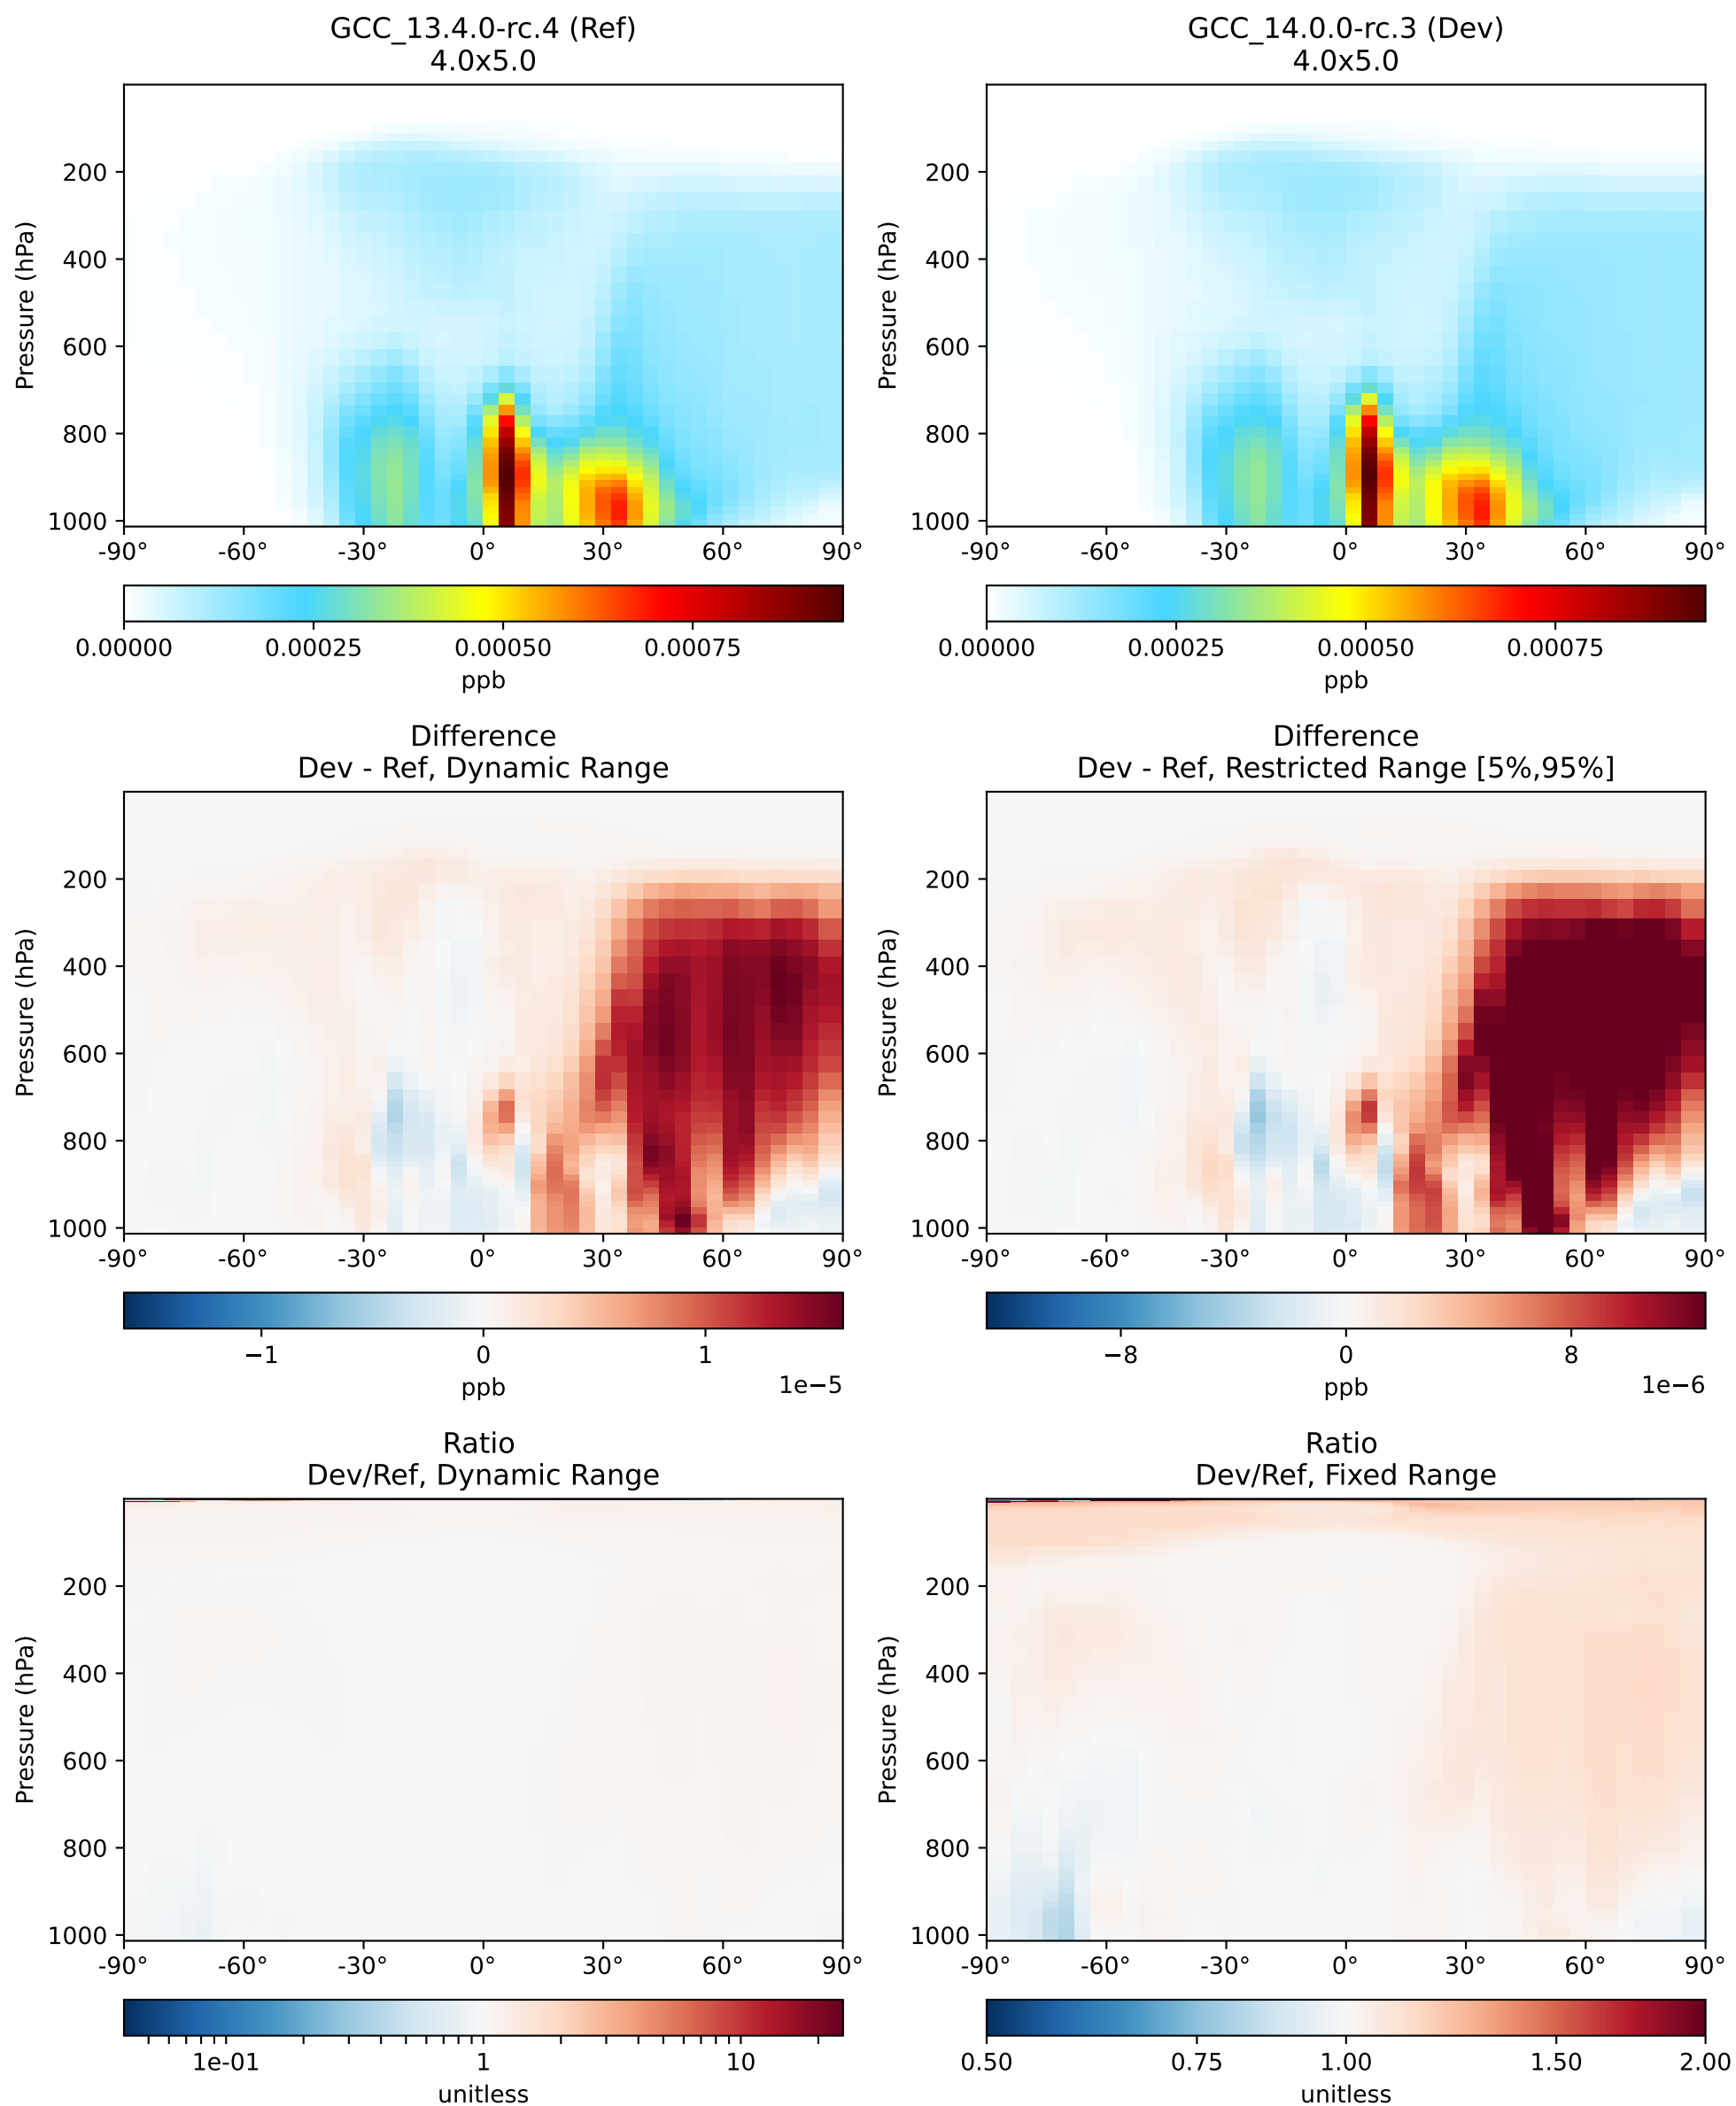 GCC_13.4.0-rc.4 (Ref)
4.0x5.0
Pressure (hPa)
200
400
600
800
1000
-90° -60° -30° 0° 30° 60° 90°
0.00000 0.00025 0.00050 0.00075
ppb
GCC_14.0.0-rc.3 (Dev)
4.0x5.0
Pressure (hPa)
200
400
600
800
1000
-90° -60° -30° 0° 30° 60° 90°
0.00000 0.00025 0.00050 0.00075
ppb
Difference
Dev - Ref, Dynamic Range
Pressure (hPa)
200
400
600
800
1000
-90° -60° -30° 0° 30° 60° 90°
−1 0 1
ppb 1e−5
Difference
Dev - Ref, Restricted Range [5%,95%]
Pressure (hPa)
200
400
600
800
1000
-90° -60° -30° 0° 30° 60° 90°
−8 0 8
ppb 1e−6
Ratio
Dev/Ref, Dynamic Range
Pressure (hPa)
200
400
600
800
1000
-90° -60° -30° 0° 30° 60° 90°
1e-01 1 10
unitless
Ratio
Dev/Ref, Fixed Range
Pressure (hPa)
200
400
600
800
1000
-90° -60° -30° 0° 30° 60° 90°
0.50 0.75 1.00 1.50 2.00
unitless